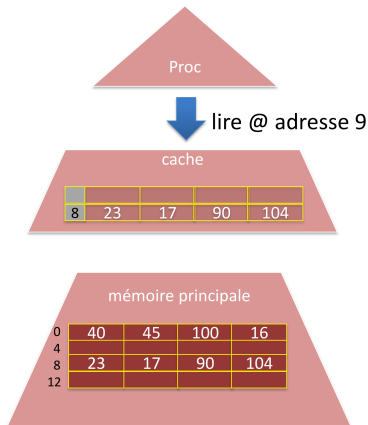 Proc
lire @ adresse 9
cache
8 23 17 90 104
mémoire principale
0 40 45 100 16
4
8 23 17 90 104
12